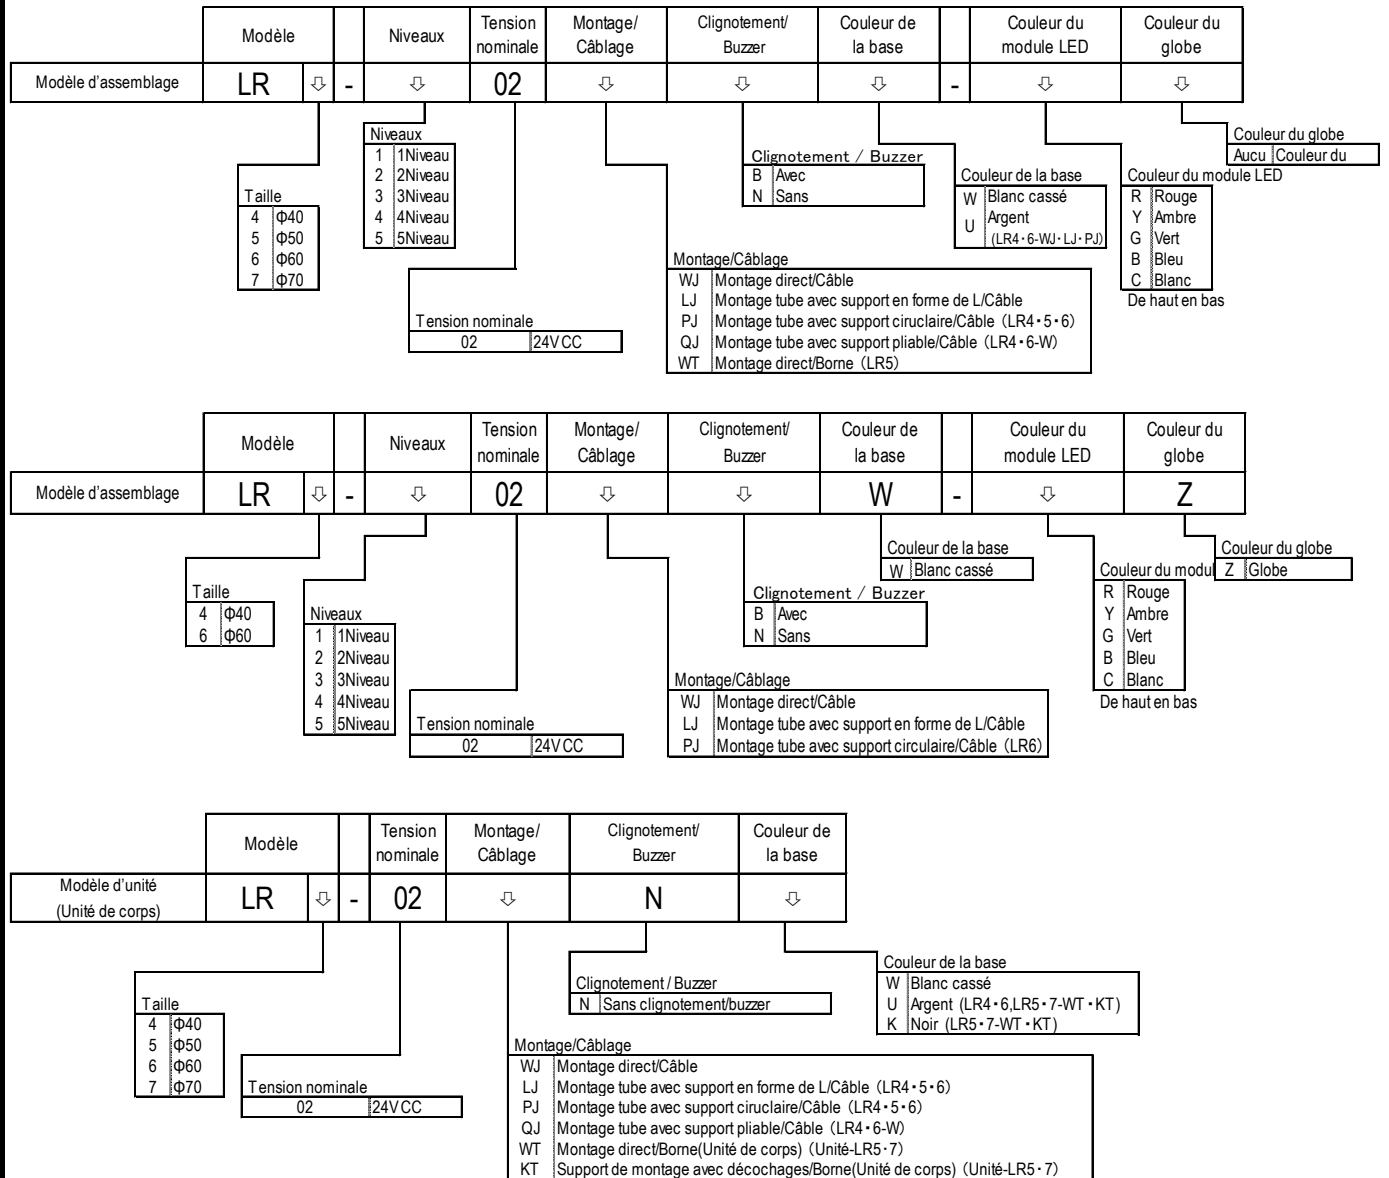 Modèle Niveaux Tension nominale Montage/ Câblage Clignotement/ Buzzer Couleur de la base Couleur du module LED Couleur du globe
Modèle d'assemblage LR ⇩ - ⇩ 02 ⇩ ⇩ ⇩ - ⇩ ⇩
Taille
4 Φ40
5 Φ50
6 Φ60
7 Φ70
Niveaux
1 1Niveau
2 2Niveau
3 3Niveau
4 4Niveau
5 5Niveau
Tension nominale
02 24V CC
Montage/Câblage
WJ Montage direct/Câble
LJ Montage tube avec support en forme de L/Câble
PJ Montage tube avec support ciruclaire/Câble (LR4・5・6)
QJ Montage tube avec support pliable/Câble (LR4・6-W)
WT Montage direct/Borne (LR5)
Clignotement / Buzzer
B Avec
N Sans
Couleur de la base
W Blanc cassé
U Argent
(LR4・6-WJ・LJ・PJ)
Couleur du module LED
R Rouge
Y Ambre
G Vert
B Bleu
C Blanc
De haut en bas
Couleur du globe
Aucu Couleur du
Modèle Niveaux Tension nominale Montage/ Câblage Clignotement/ Buzzer Couleur de la base Couleur du module LED Couleur du globe
Modèle d'assemblage LR ⇩ - ⇩ 02 ⇩ ⇩ W - ⇩ Z
Taille
4 Φ40
6 Φ60
Niveaux
1 1Niveau
2 2Niveau
3 3Niveau
4 4Niveau
5 5Niveau
Tension nominale
02 24V CC
Montage/Câblage
WJ Montage direct/Câble
LJ Montage tube avec support en forme de L/Câble
PJ Montage tube avec support circulaire/Câble (LR6)
Clignotement / Buzzer
B Avec
N Sans
Couleur de la base
W Blanc cassé
Couleur du modul
R Rouge
Y Ambre
G Vert
B Bleu
C Blanc
De haut en bas
Couleur du globe
Z Globe
Modèle Tension nominale Montage/ Câblage Clignotement/ Buzzer Couleur de la base
Modèle d'unité (Unité de corps) LR ⇩ - 02 ⇩ N ⇩
Taille
4 Φ40
5 Φ50
6 Φ60
7 Φ70
Tension nominale
02 24V CC
Clignotement / Buzzer
N Sans clignotement/buzzer
Couleur de la base
W Blanc cassé
U Argent (LR4・6,LR5・7-WT・KT)
K Noir (LR5・7-WT・KT)
Montage/Câblage
WJ Montage direct/Câble
LJ Montage tube avec support en forme de L/Câble (LR4・5・6)
PJ Montage tube avec support ciruclaire/Câble (LR4・5・6)
QJ Montage tube avec support pliable/Câble (LR4・6-W)
WT Montage direct/Borne(Unité de corps) (Unité-LR5・7)
KT Support de montage avec décochages/Borne(Unité de corps) (Unité-LR5・7)